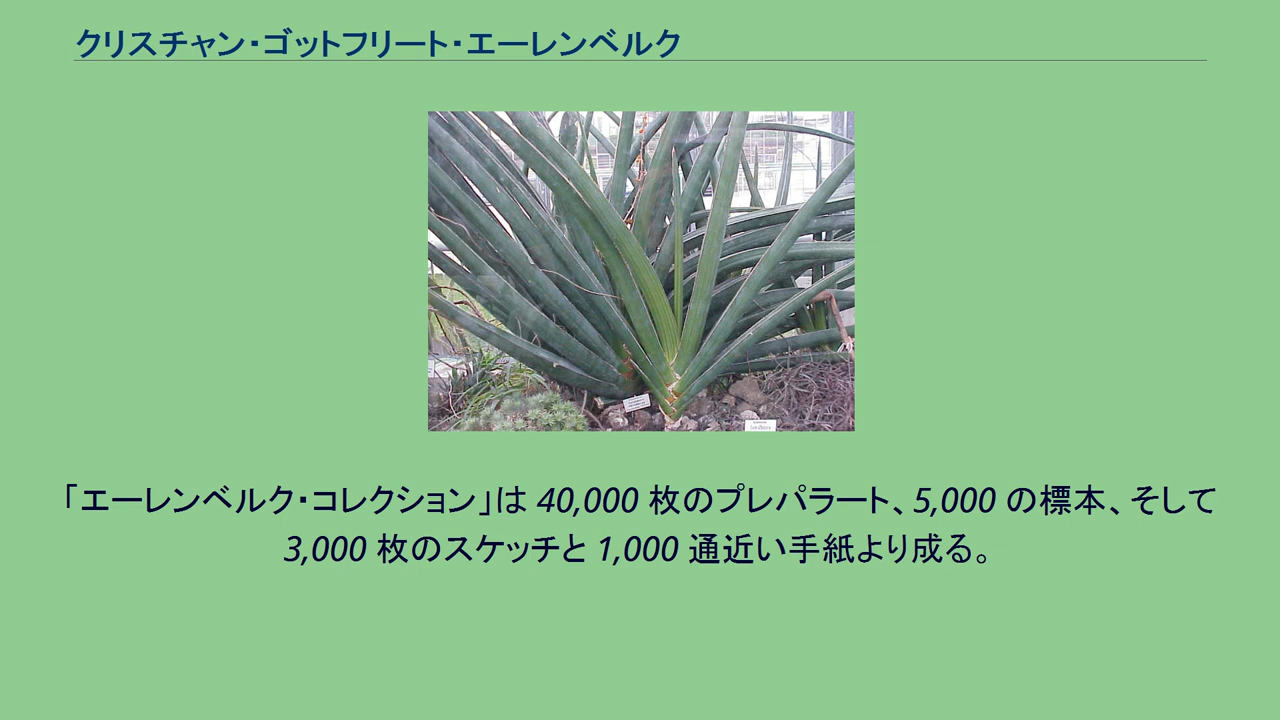 クリスチャン・ゴットフリート・エーレンベルク
「エーレンベルク・コレクション」は 40,000 枚のプレパラート、5,000 の標本、そして
3,000 枚のスケッチと 1,000 通近い手紙より成る。